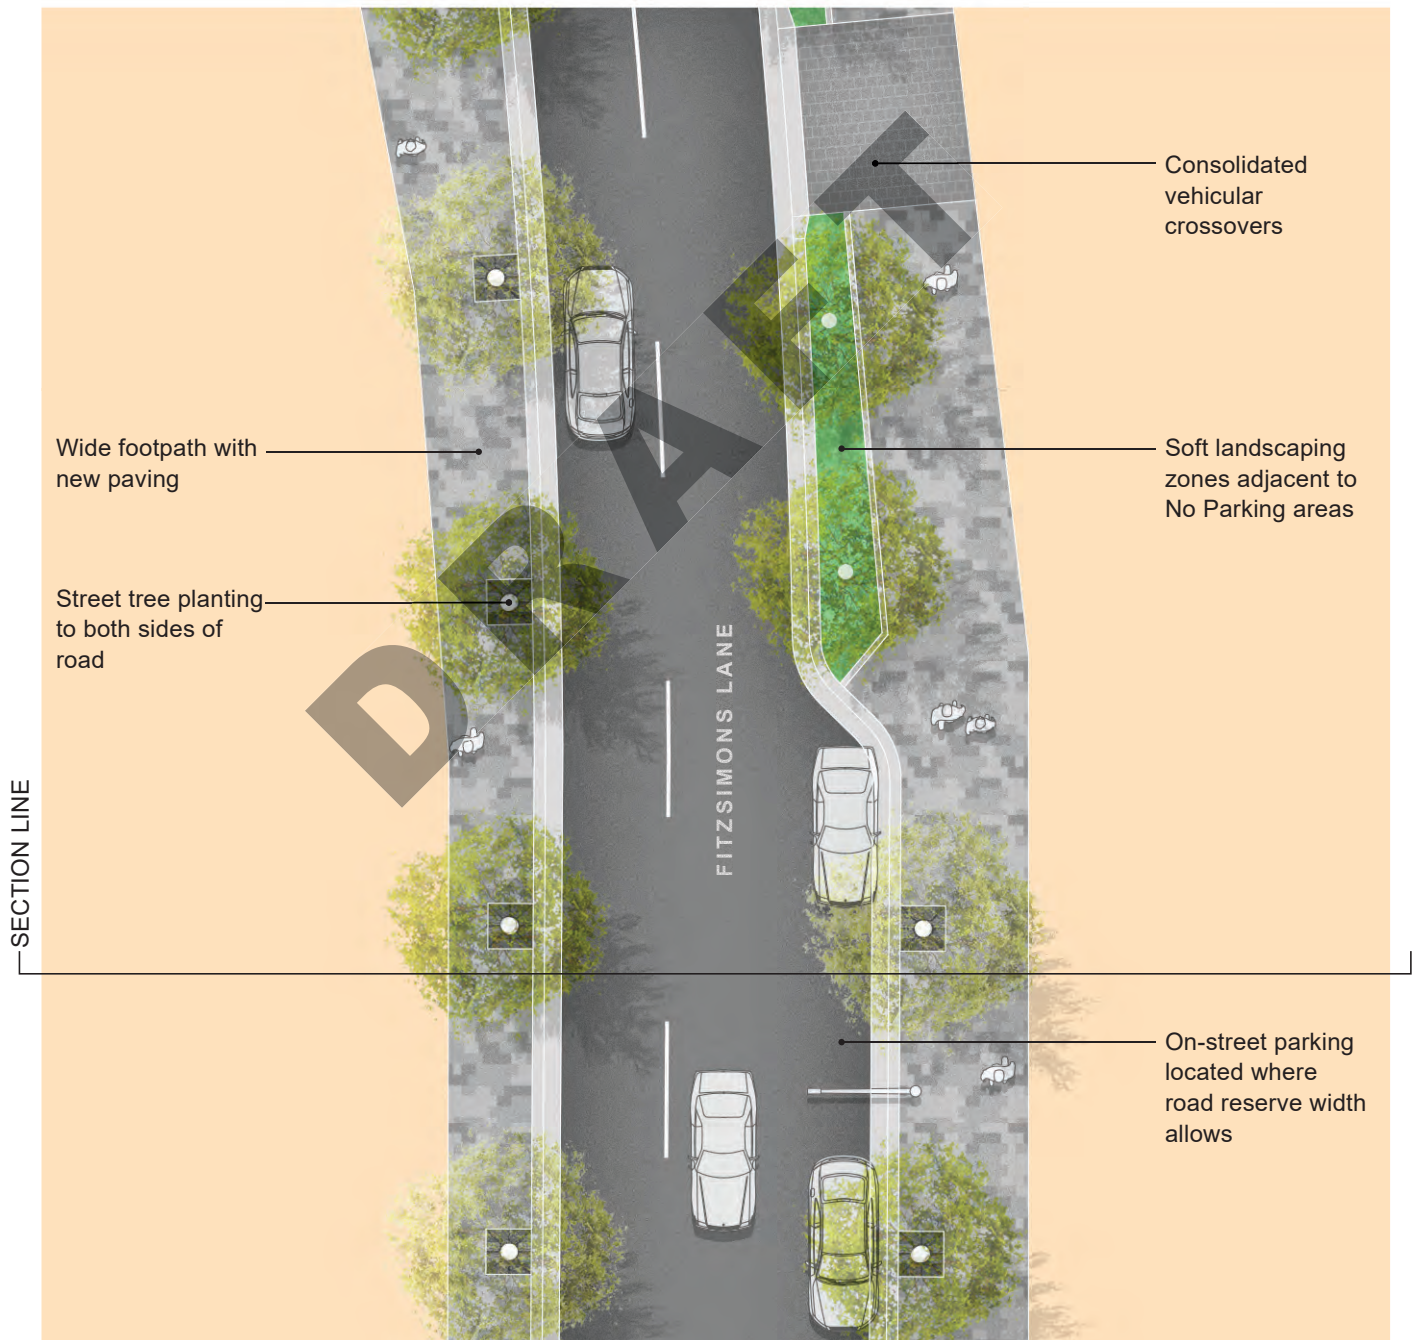 Consolidated
vehicular
crossovers
Wide footpath with
new paving
Soft landscaping
zones adjacent to
No Parking areas
Street tree planting
to both sides of
road
DRAFT
FITZSIMONS LANE
SECTION LINE
On-street parking
located where
road reserve width
allows